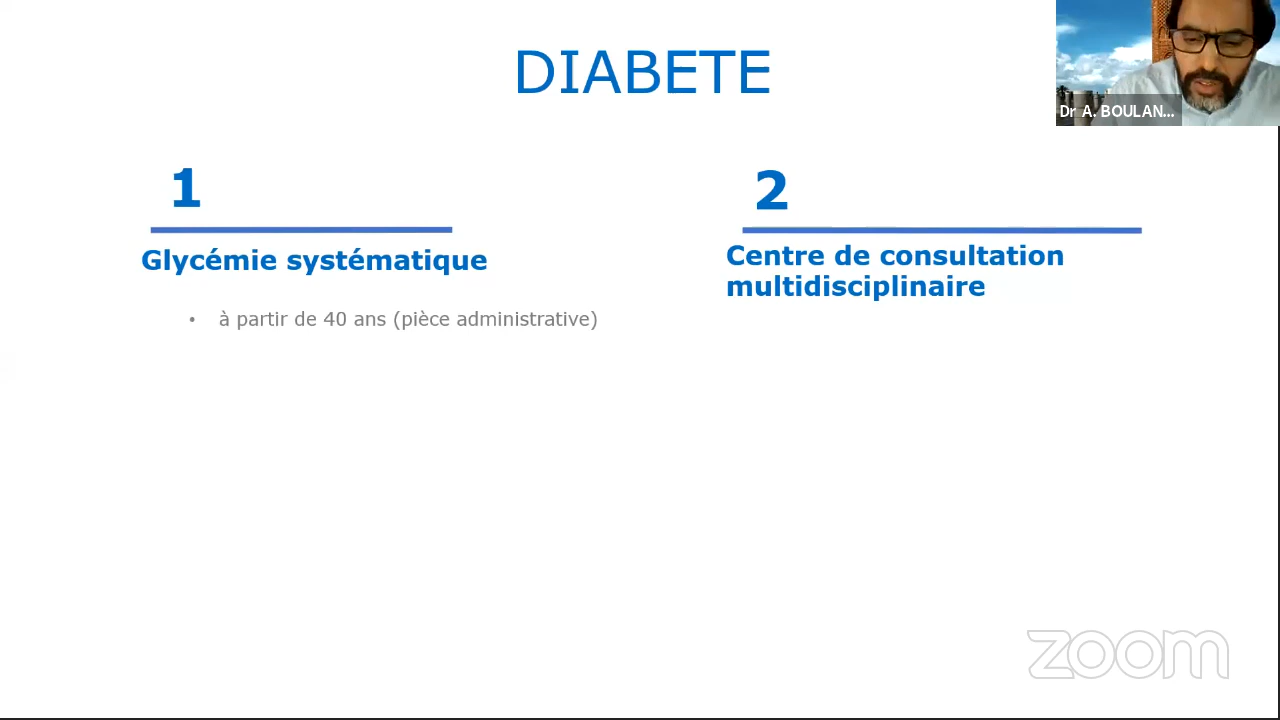 DIABETE
Dr A. BOULAN...
1
Glycémie systématique
• à partir de 40 ans (pièce administrative)
2
Centre de consultation
multidisciplinaire
zoom